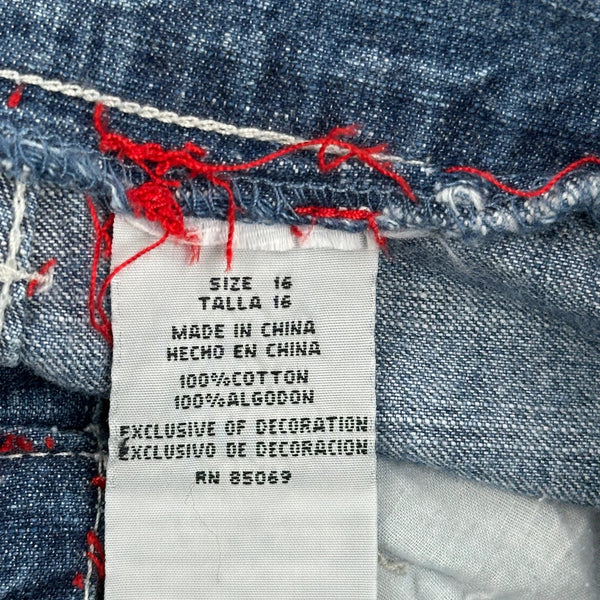 SIZE 16
TALLA 16
MADE IN CHINA
HECHO EN CHINA
100%COTTON
100%ALGODON
EXCLUSIVE OF DECORATION
EXCLUSIVO DE DECORACION
RN 85069